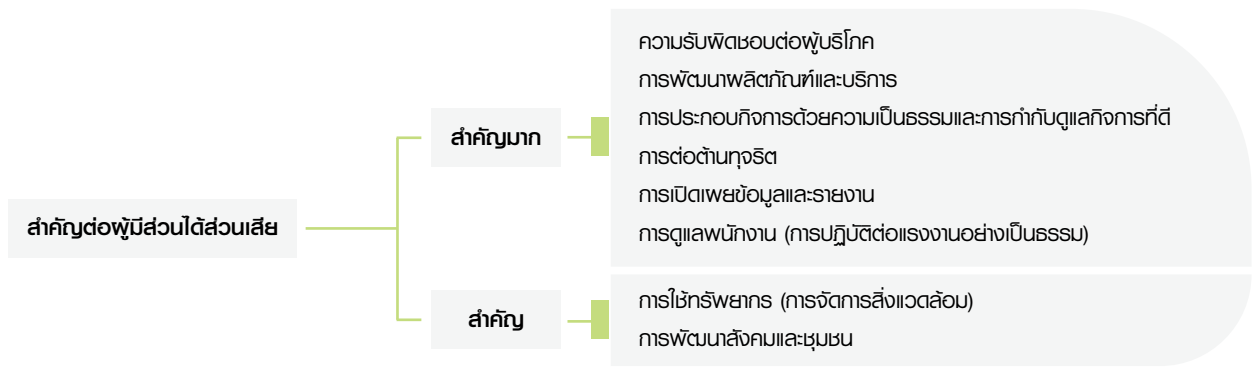 ความรับผิดชอบต่อผู้บริโภค
การพัฒนาผลิตภัณฑ์และบริการ
การประกอบกิจการด้วยความเป็นธรรมและการกำกับดูแลกิจการที่ดี
สำคัญมาก
การต่อต้านทุจริต
การเปิดเผยข้อมูลและรายงาน
การดูแลพนักงาน (การปฏิบัติต่อแรงงานอย่างเป็นธรรม)
สำคัญต่อผู้มีส่วนได้ส่วนเสีย
สำคัญ
การใช้ทรัพยากร (การจัดการสิ่งแวดล้อม)
การพัฒนาสังคมและชุมชน